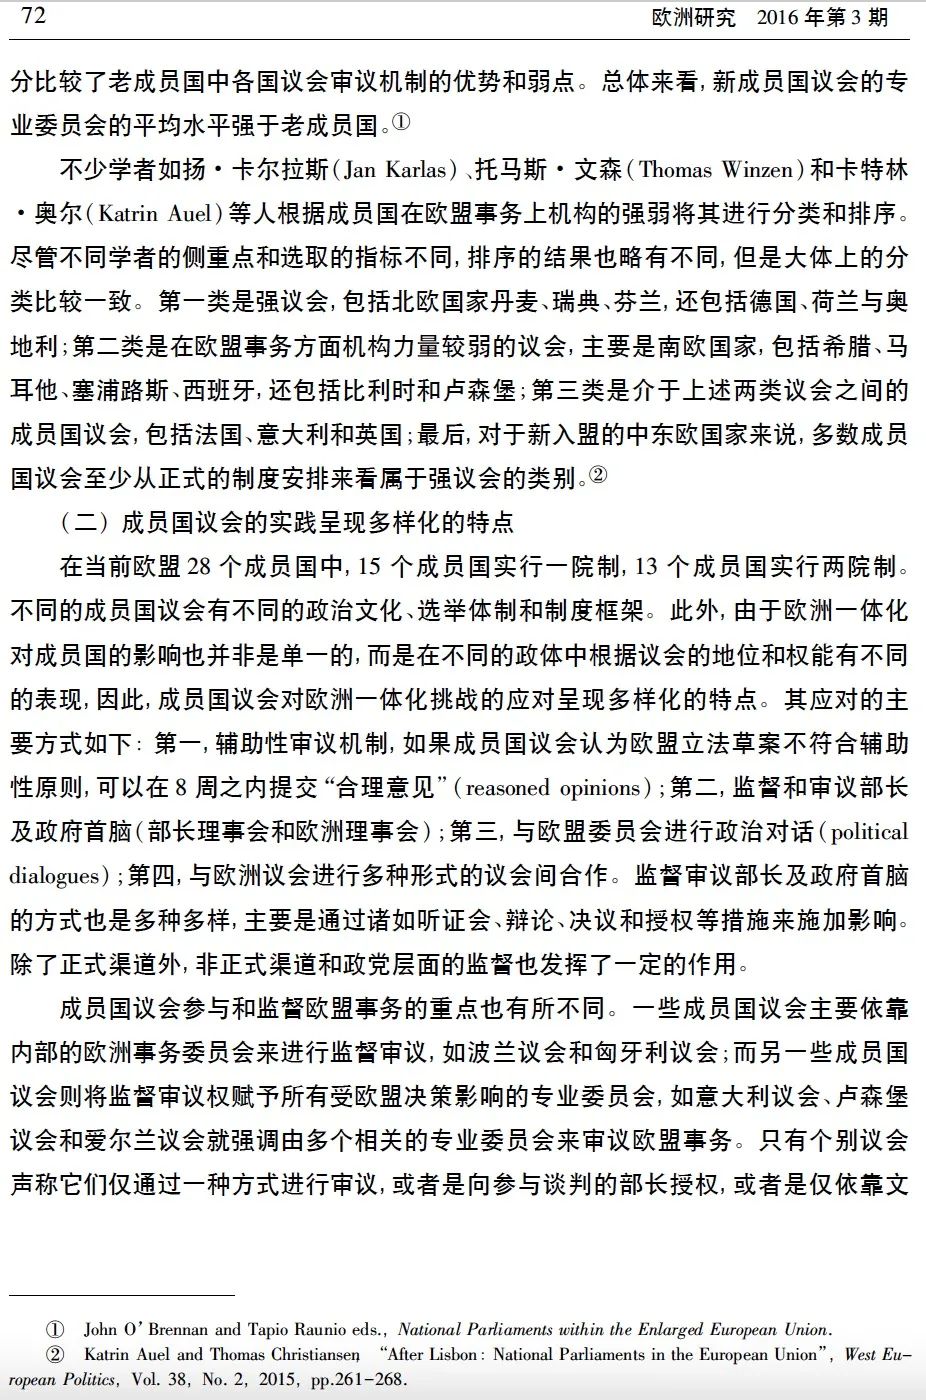 72
欧洲研究 2016年第3期
分比较了老成员国中各国议会审议机制的优势和弱点。总体来看,新成员国议会的专
业委员会的平均水平强于老成员国。①
不少学者如扬·卡尔拉斯(Jan Karlas)、托马斯·文森(Thomas Winzen)和卡特林
·奥尔(Katrin Auel)等人根据成员国在欧盟事务上机构的强弱将其进行分类和排序。
尽管不同学者的侧重点和选取的指标不同,排序的结果也略有不同,但是大体上的分
类比较一致。第一类是强议会,包括北欧国家丹麦、瑞典、芬兰,还包括德国、荷兰与奥
地利;第二类是在欧盟事务方面机构力量较弱的议会,主要是南欧国家,包括希腊、马
耳他、塞浦路斯、西班牙,还包括比利时和卢森堡;第三类是介于上述两类议会之间的
成员国议会,包括法国、意大利和英国;最后,对于新入盟的中东欧国家来说,多数成员
国议会至少从正式的制度安排来看属于强议会的类别。②
(二)成员国议会的实践呈现多样化的特点
在当前欧盟28个成员国中,15个成员国实行一院制,13个成员国实行两院制。
不同的成员国议会有不同的政治文化、选举体制和制度框架。此外,由于欧洲一体化
对成员国的影响也并非是单一的,而是在不同的政体中根据议会的地位和权能有不同
的表现,因此,成员国议会对欧洲一体化挑战的应对呈现多样化的特点。其应对的主
要方式如下:第一,辅助性审议机制,如果成员国议会认为欧盟立法草案不符合辅助
性原则,可以在8周之内提交“合理意见”(reasoned opinions);第二,监督和审议部长
及政府首脑(部长理事会和欧洲理事会);第三,与欧盟委员会进行政治对话(political
dialogues);第四,与欧洲议会进行多种形式的议会间合作。监督审议部长及政府首脑
的方式也是多种多样,主要是通过诸如听证会、辩论、决议和授权等措施来施加影响。
除了正式渠道外,非正式渠道和政党层面的监督也发挥了一定的作用。
成员国议会参与和监督欧盟事务的重点也有所不同。一些成员国议会主要依靠
内部的欧洲事务委员会来进行监督审议,如波兰议会和匈牙利议会;而另一些成员国
议会则将监督审议权赋予所有受欧盟决策影响的专业委员会,如意大利议会、卢森堡
议会和爱尔兰议会就强调由多个相关的专业委员会来审议欧盟事务。只有个别议会
声称它们仅通过一种方式进行审议,或者是向参与谈判的部长授权,或者是仅依靠文
① John O’Brennan and Tapio Raunio eds., National Parliaments within the Enlarged European Union.
② Katrin Auel and Thomas Christiansen, “After Lisbon: National Parliaments in the European Union”, West Eu-
ropean Politics, Vol. 38, No. 2, 2015, pp.261-268.